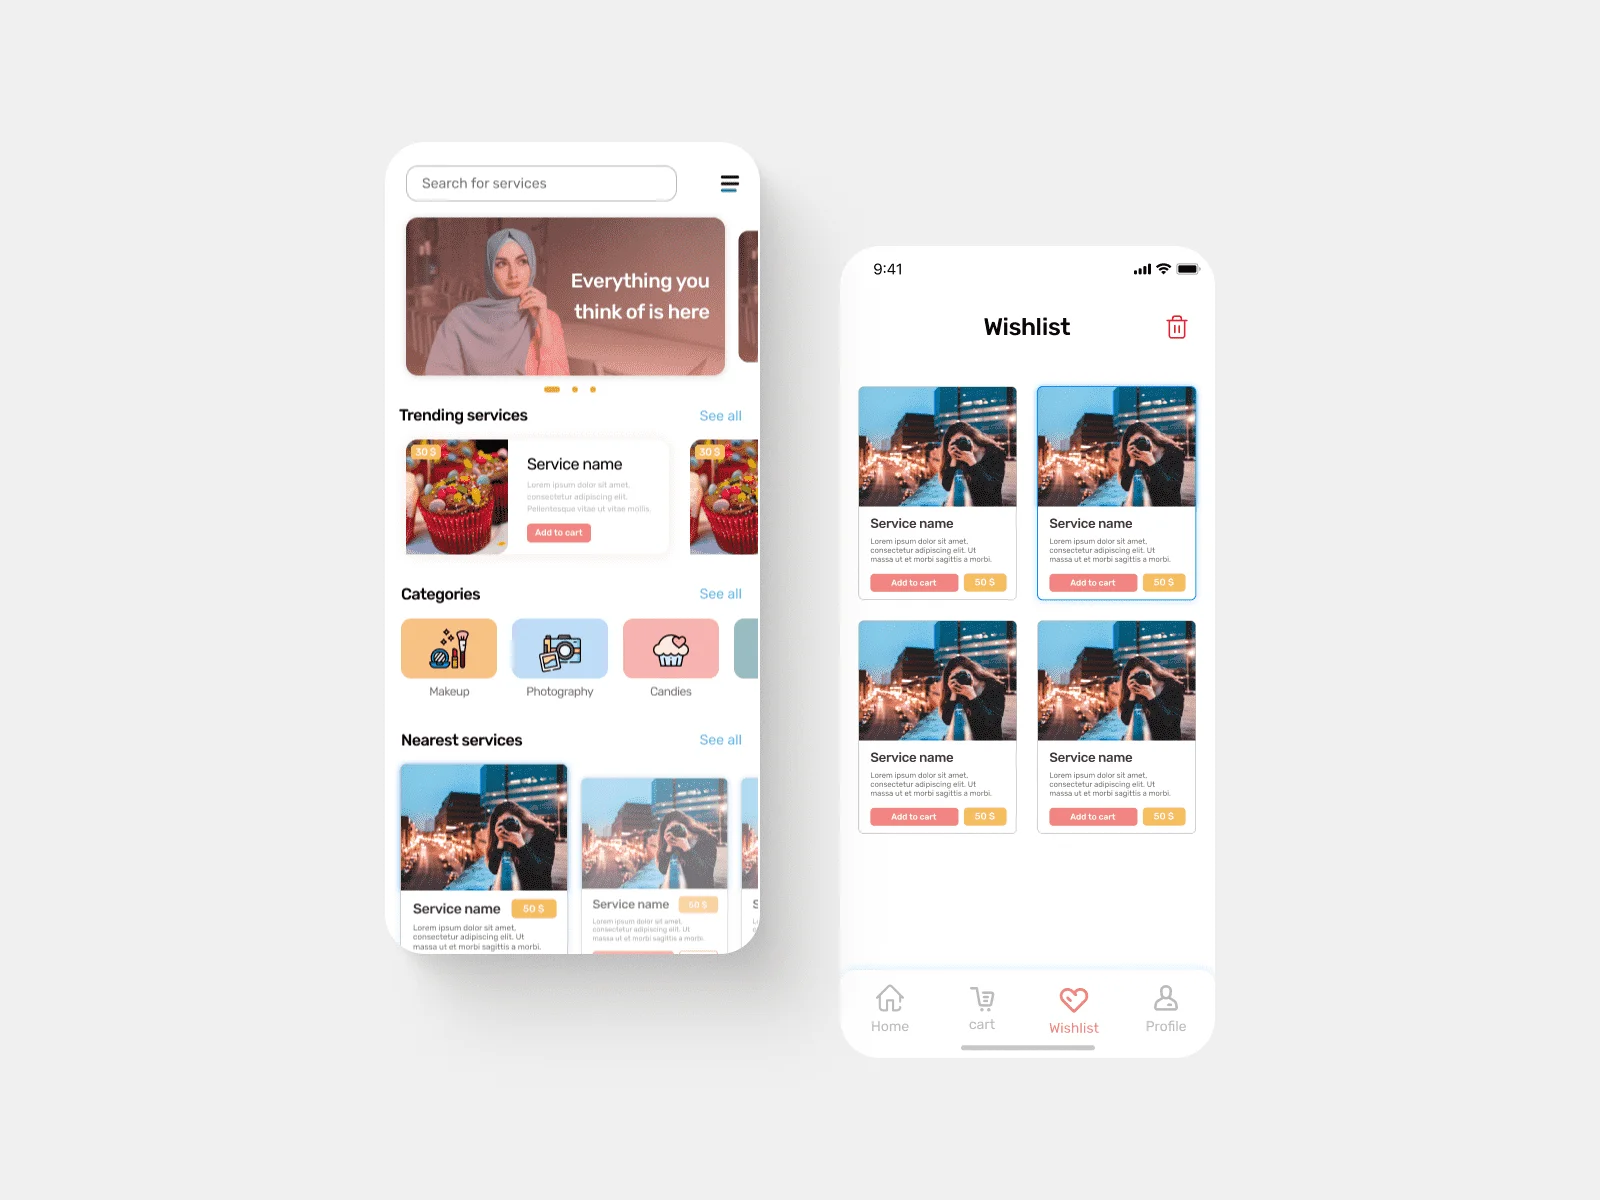 Search for services
Everything you
think of is here
Trending services
See all
30 $
Service name
Lorem ipsum dolor sit amet,
consectetur adipiscing elit.
Pellentesque vitae ut vitae mollis.
Add to cart
30 $
Categories
See all
Makeup
Photography
Candies
Nearest services
See all
Service name
50 $
Lorem ipsum dolor sit amet,
consectetur adipiscing elit. Ut
massa ut et morbi sagittis a morbi.
Service name
50 $
Lorem ipsum dolor sit amet,
consectetur adipiscing elit. Ut
massa ut et morbi sagittis a morbi.
9:41
Wishlist
Service name
Lorem ipsum dolor sit amet,
consectetur adipiscing elit. Ut
massa ut et morbi sagittis a morbi.
Add to cart
50 $
Service name
Lorem ipsum dolor sit amet,
consectetur adipiscing elit. Ut
massa ut et morbi sagittis a morbi.
Add to cart
50 $
Service name
Lorem ipsum dolor sit amet,
consectetur adipiscing elit. Ut
massa ut et morbi sagittis a morbi.
Add to cart
50 $
Service name
Lorem ipsum dolor sit amet,
consectetur adipiscing elit. Ut
massa ut et morbi sagittis a morbi.
Add to cart
50 $
Home
cart
Wishlist
Profile